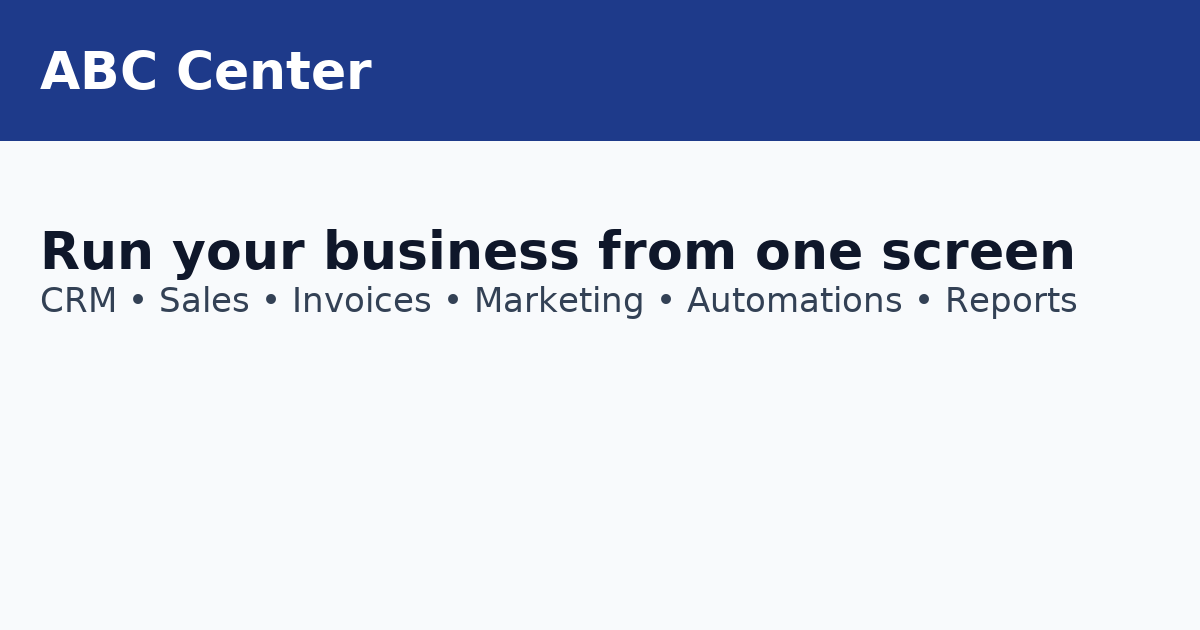 ABC Center
Run your business from one screen
CRM • Sales • Invoices • Marketing • Automations • Reports